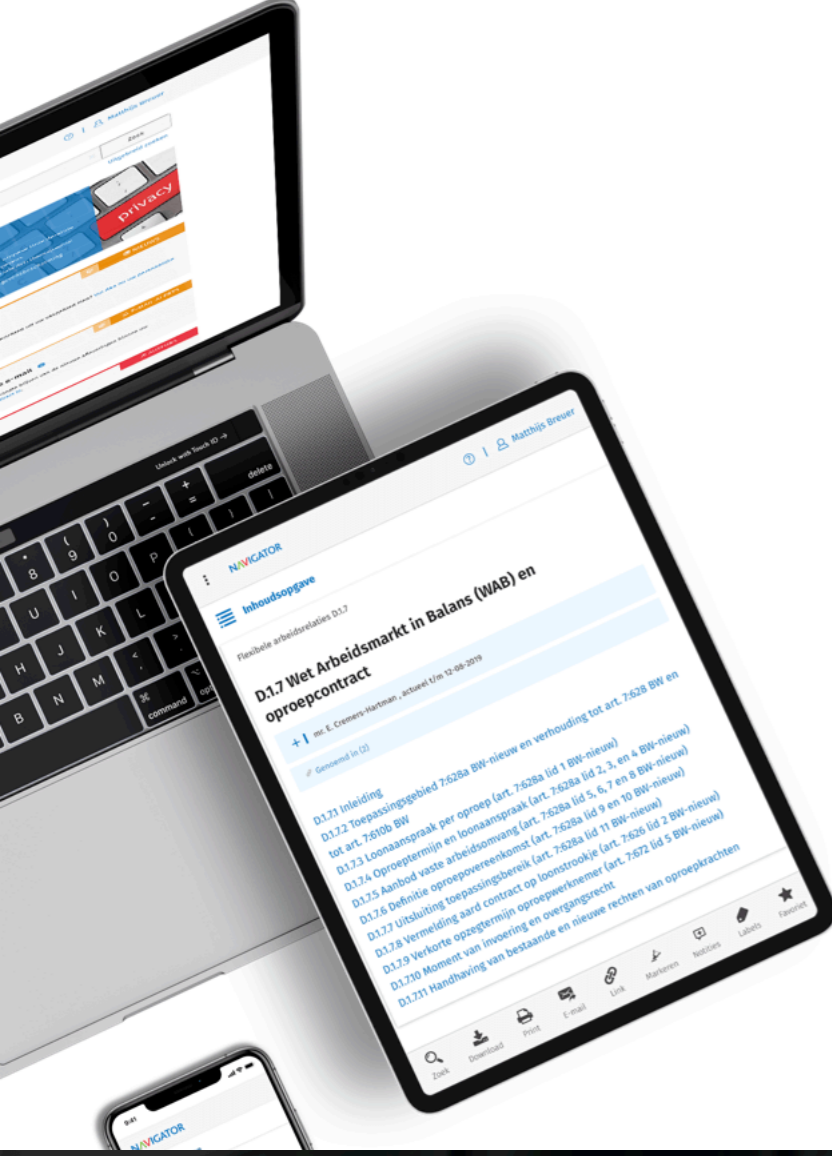 Matthijs Breuer
Zoek
Uitgebreid zoeken
privacy
e-mail
Unlock with Touch ID →
delete
+
=
-
_
*
8
(
9
)
0
U
I
O
P
{
}
|
H
J
K
L
:
B
N
M
<
,
>
.
⌘
command
⌥
Matthijs Breuer
NAVIGATOR
Inhoudsopgave
Flexibele arbeidsrelaties D.1.7
D.1.7 Wet Arbeidsmarkt in Balans (WAB) en
oproepcontract
+ mr. E. Cremers-Hartman , actueel t/m 12-08-2019
Genoemd in (2)
D.1.7.1 Inleiding
D.1.7.2 Toepassingsgebied 7:628a BW-nieuw en verhouding tot art. 7:628 BW en
tot art. 7:610b BW
D.1.7.3 Loonaanspraak per oproep (art. 7:628a lid 1 BW-nieuw)
D.1.7.4 Oproeptermijn en loonaanspraak (art. 7:628a lid 2, 3, en 4 BW-nieuw)
D.1.7.5 Aanbod vaste arbeidsomvang (art. 7:628a lid 5, 6, 7 en 8 BW-nieuw)
D.1.7.6 Definitie oproepovereenkomst (art. 7:628a lid 9 en 10 BW-nieuw)
D.1.7.7 Uitsluiting toepassingsbereik (art. 7:628a lid 11 BW-nieuw)
D.1.7.8 Vermelding aard contract op loonstrookje (art. 7:626 lid 2 BW-nieuw)
D.1.7.9 Verkorte opzegtermijn oproepwerknemer (art. 7:672 lid 5 BW-nieuw)
D.1.7.10 Moment van invoering en overgangsrecht
D.1.7.11 Handhaving van bestaande en nieuwe rechten van oproepkrachten
Zoek
Download
Print
E-mail
Link
Markeren
Notities
Labels
Favoriet
9:41
NAVIGATOR